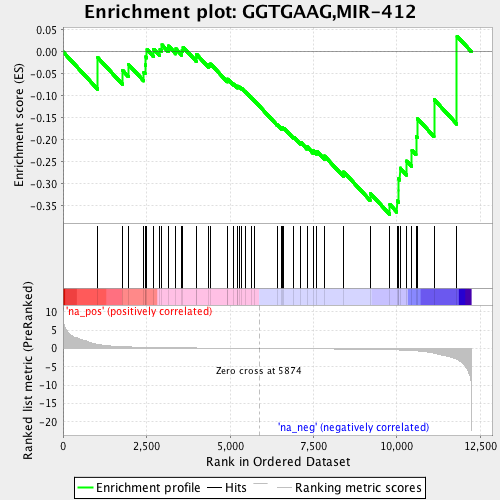 Enrichment plot: GGTGAAG,MIR-412
Enrichment score (ES)
0.05
0.00
-0.05
-0.10
-0.15
-0.20
-0.25
-0.30
-0.35
'na_pos' (positively correlated)
Ranked list metric (PreRanked)
10
5
0
-5
-10
-15
-20
Zero cross at 5874
'na_neg' (negatively correlated)
0 2,500 5,000 7,500 10,000 12,500
Rank in Ordered Dataset
Enrichment profile Hits Ranking metric scores